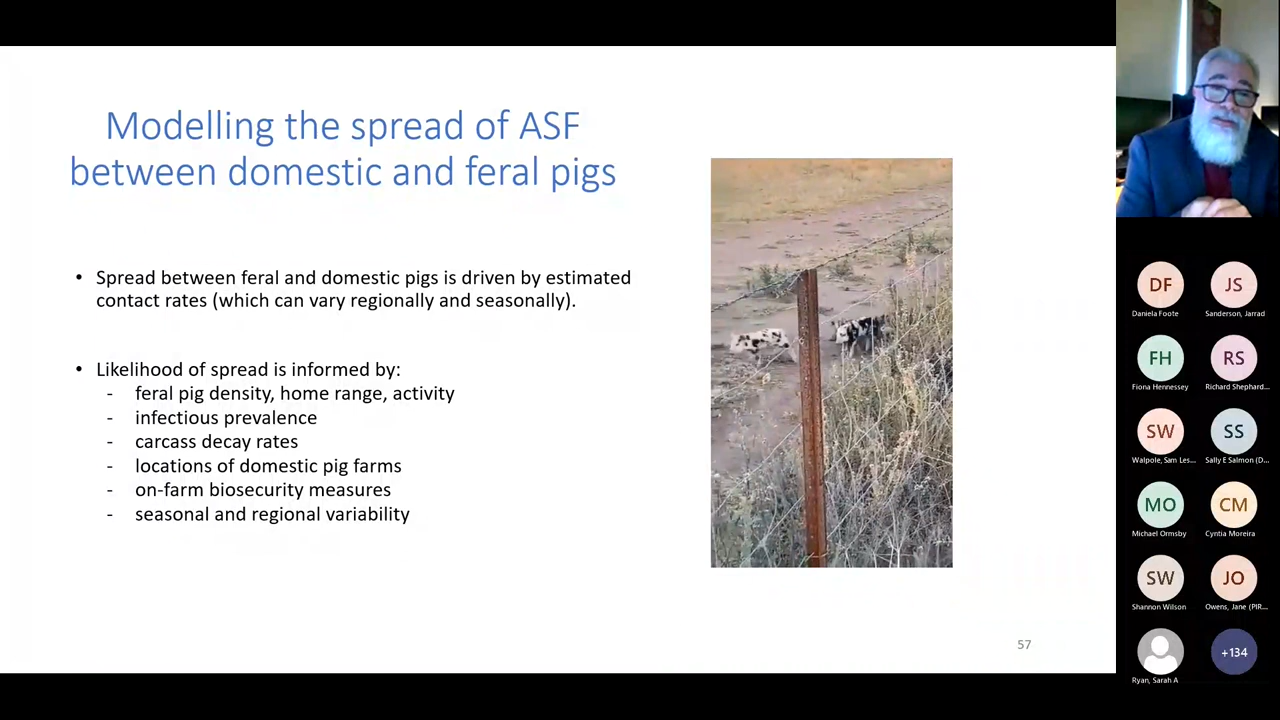 Modelling the spread of ASF
between domestic and feral pigs
• Spread between feral and domestic pigs is driven by estimated
contact rates (which can vary regionally and seasonally).
• Likelihood of spread is informed by:
- feral pig density, home range, activity
- infectious prevalence
- carcass decay rates
- locations of domestic pig farms
- on-farm biosecurity measures
- seasonal and regional variability
57
DF
Daniela Foote
JS
Sanderson, Jarrad
FH
Fiona Hennessey
RS
Richard Shephard...
SW
Walpole, Sam Les...
SS
Sally E Salmon (D...
MO
Michael Ormsby
CM
Cyntia Moreira
SW
Shannon Wilson
JO
Owens, Jane (PIR...
Ryan, Sarah A
+134